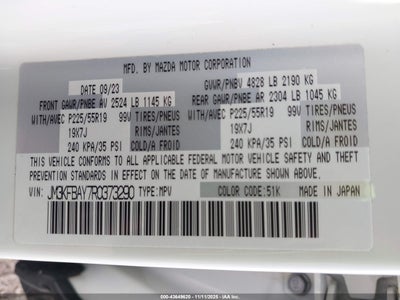 MFD. BY MAZDA MOTOR CORPORATION
DATE 09/23 GVWR/PNBV 4828 LB 2190 KG
FRONT GAWR/PNBE AV 2524 LB 1145 KG REAR GAWR/PNBE AR 2304 LB 1045 KG
WITH/AVEC P225/55R19 99V TIRES/PNEUS WITH/AVEC P225/55R19 99V TIRES/PNEUS
19X7J RIMS/JANTES 19X7J RIMS/JANTES
240 KPA/35 PSI COLD/A FROID 240 KPA/35 PSI COLD/A FROID
THIS VEHICLE CONFORMS TO ALL APPLICABLE FEDERAL MOTOR VEHICLE SAFETY AND THEFT
PREVENTION STANDARDS IN EFFECT ON THE DATE OF MANUFACTURE SHOWN ABOVE.
VIN: JM3KFBAY7R0373290 TYPE:MPV COLOR CODE: 51K MADE IN JAPAN
500-43649620 - 11/11/2025 - IAA Inc.